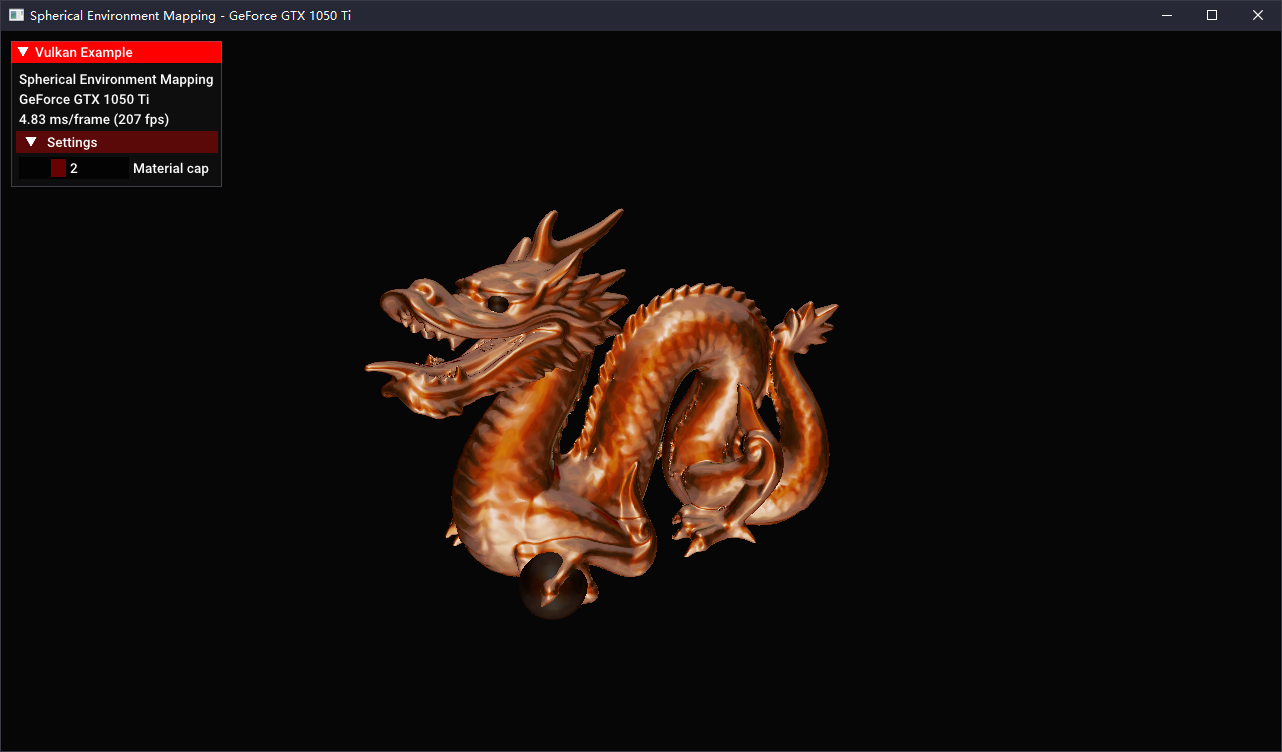 Spherical Environment Mapping - GeForce GTX 1050 Ti
Vulkan Example
Spherical Environment Mapping
GeForce GTX 1050 Ti
4.83 ms/frame (207 fps)
Settings
2 Material cap